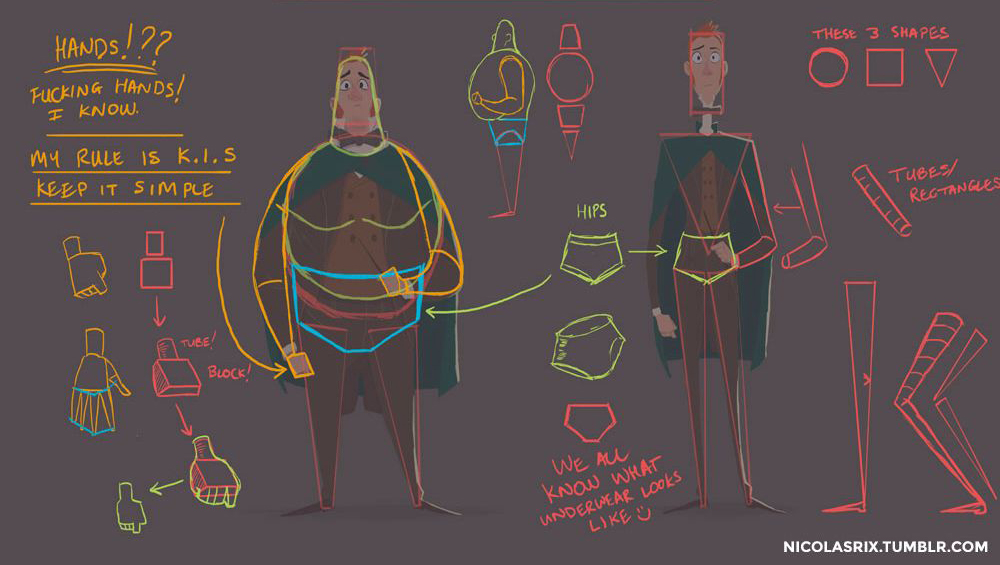 HANDS!??
FUCKING HANDS!
I KNOW.
MY RULE IS K.I.S
KEEP IT SIMPLE
TUBE!
BLOCK!
HIPS
WE ALL
KNOW WHAT
UNDERWEAR LOOKS
LIKE
THESE 3 SHAPES
TUBES/
RECTANGLES
NICOLASRIX.TUMBLR.COM